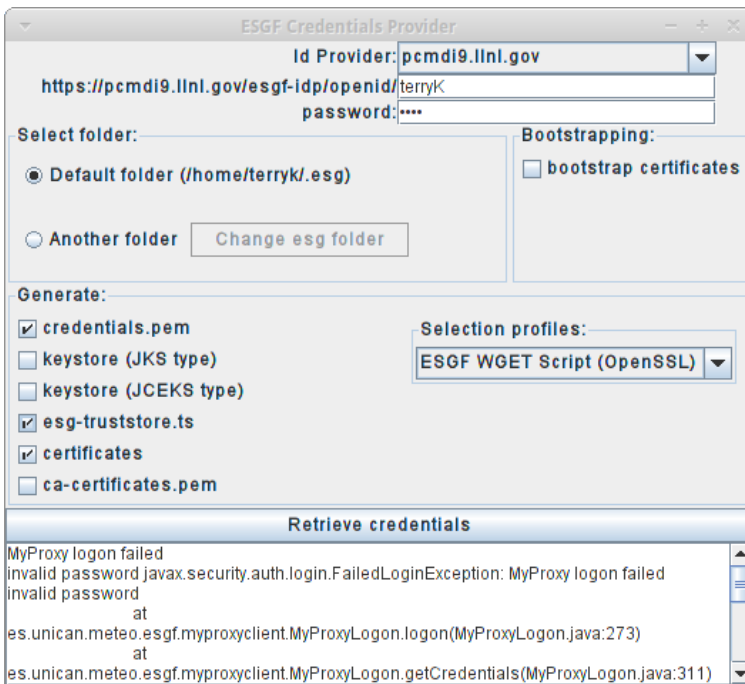 ESGF Credentials Provider
Id Provider: pcmdi9.llnl.gov
https://pcmdi9.llnl.gov/esgf-idp/openid/ terryK
password: ••••
Select folder:
Default folder (/home/terryk/.esg)
Another folder Change esg folder
Bootstrapping:
bootstrap certificates
Generate:
credentials.pem
keystore (JKS type)
keystore (JCEKS type)
esg-truststore.ts
certificates
ca-certificates.pem
Selection profiles:
ESGF WGET Script (OpenSSL)
Retrieve credentials
MyProxy logon failed
invalid password javax.security.auth.login.FailedLoginException: MyProxy logon failed
invalid password
at
es.unican.meteo.esgf.myproxyclient.MyProxyLogon.logon(MyProxyLogon.java:273)
at
es.unican.meteo.esgf.myproxyclient.MyProxyLogon.getCredentials(MyProxyLogon.java:311)